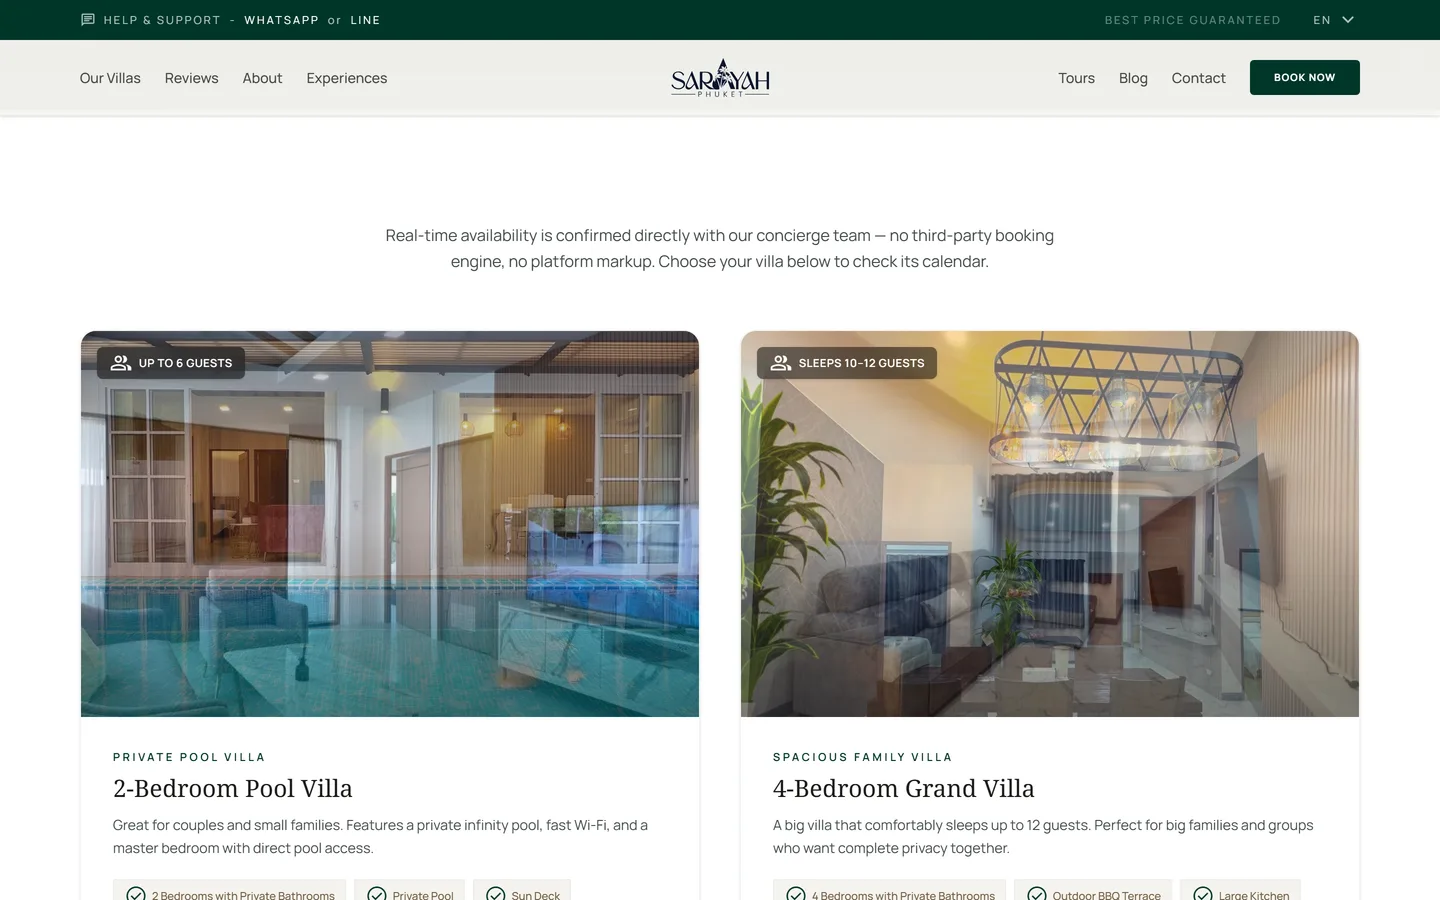 HELP & SUPPORT - WHATSAPP or LINE
BEST PRICE GUARANTEED
EN
Our Villas
Reviews
About
Experiences
SARAYAH
PHUKET
Tours
Blog
Contact
BOOK NOW
Real-time availability is confirmed directly with our concierge team — no third-party booking
engine, no platform markup. Choose your villa below to check its calendar.
UP TO 6 GUESTS
SLEEPS 10–12 GUESTS
PRIVATE POOL VILLA
2-Bedroom Pool Villa
Great for couples and small families. Features a private infinity pool, fast Wi-Fi, and a
master bedroom with direct pool access.
2 Bedrooms with Private Bathrooms
Private Pool
Sun Deck
SPACIOUS FAMILY VILLA
4-Bedroom Grand Villa
A big villa that comfortably sleeps up to 12 guests. Perfect for big families and groups
who want complete privacy together.
4 Bedrooms with Private Bathrooms
Outdoor BBQ Terrace
Large Kitchen